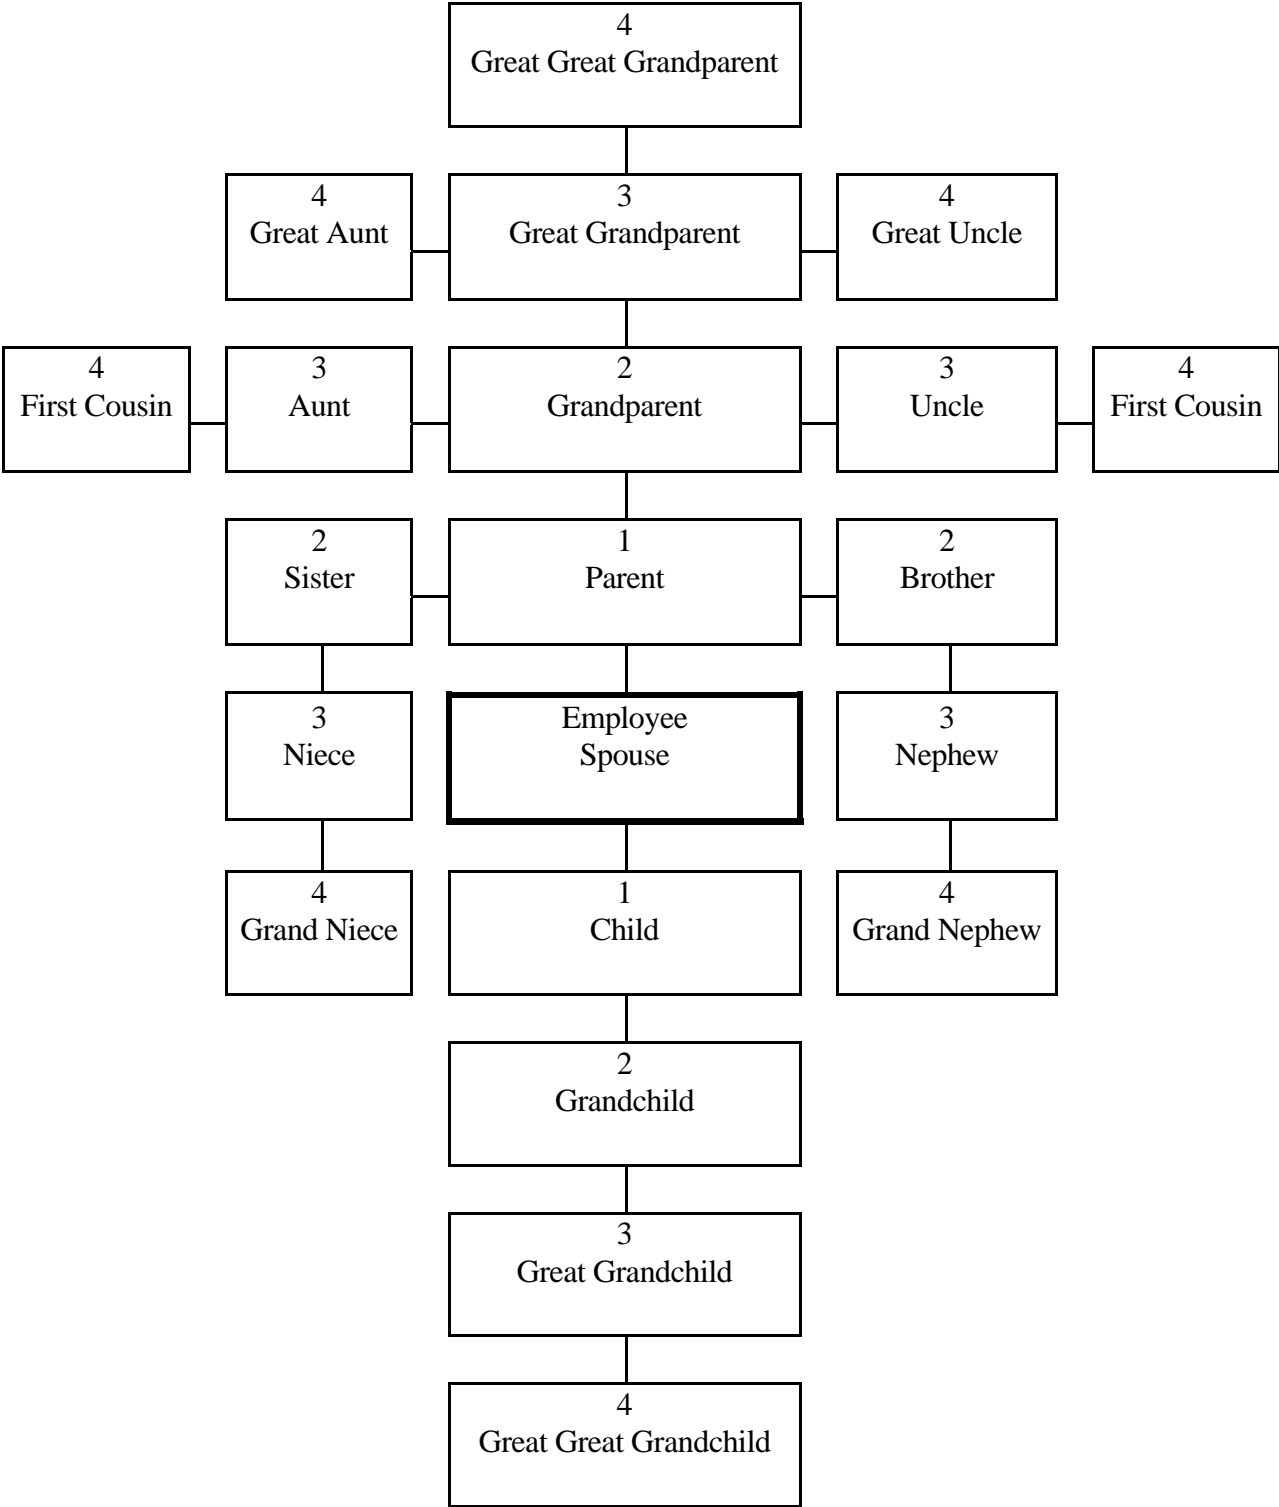 4
Great Great Grandparent
4
Great Aunt
3
Great Grandparent
4
Great Uncle
4
First Cousin
3
Aunt
2
Grandparent
3
Uncle
4
First Cousin
2
Sister
1
Parent
2
Brother
3
Niece
Employee
Spouse
3
Nephew
4
Grand Niece
1
Child
4
Grand Nephew
2
Grandchild
3
Great Grandchild
4
Great Great Grandchild